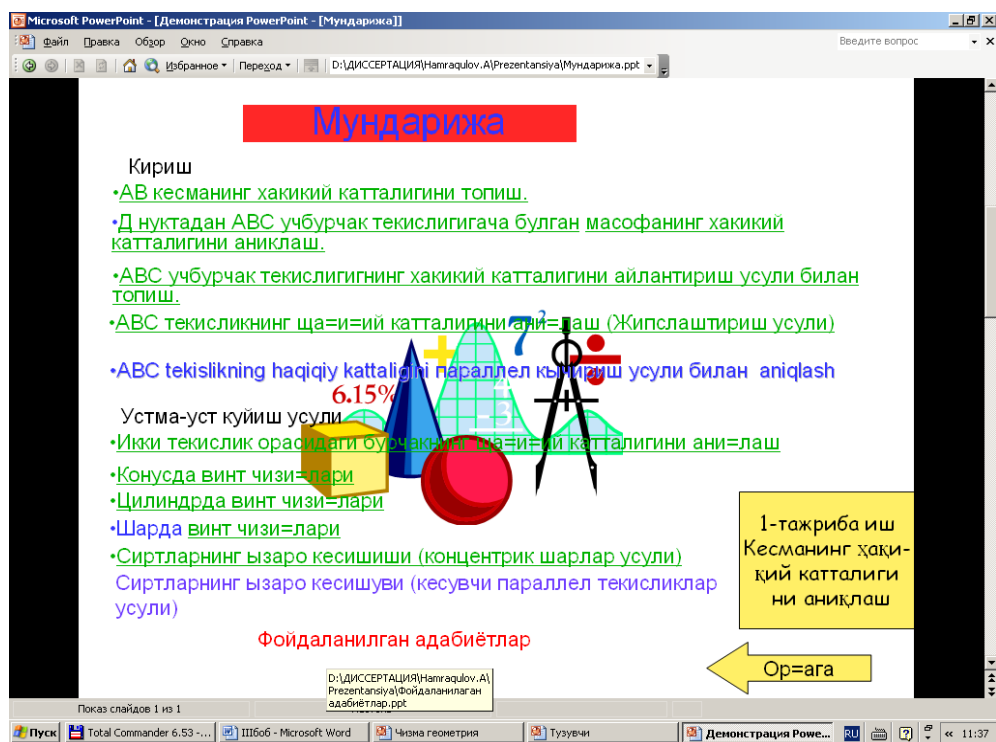 Microsoft PowerPoint - [Демонстрация PowerPoint - [Мундарижа]]
Файл Правка Обзор Окно Справка
Введите вопрос
Избранное Переход D:\ДИССЕРТАЦИЯ\Hamraqulov.A\Prezentansiya\Мундарижа.ppt
Мундарижа
Кириш
•АВ кесманинг хакикий катталигини топиш.
•Д нуктадан АВС учбурчак текислигигача булган масофанинг хакикий
катталигини аниклаш.
•АВС учбурчак текислигигнинг хакикий катталигини айлантириш усули билан
топиш.
•АВС текисликнинг ща=и=ий катталигини ани=лаш (Жипслаштириш усули)
7²
•ABC tekislikning haqiqiy kattaligini параллел кычириш усули билан aniqlash
6.15%
-3
Устма-уст куйиш усули
•Икки текислик орасидаги бурчакнинг ща=и=ий катталигини ани=лаш
•Конусда винт чизи=лари
•Цилиндрда винт чизи=лари
•Шарда винт чизи=лари
•Сиртларнинг ызаро кесишиши (концентрик шарлар усули)
Сиртларнинг ызаро кесишуви (кесувчи параллел текисликлар
усули)
1-тажриба иш
Кесманинг ҳақи-
қий катталиги
ни аниқлаш
Фойдаланилган адабиётлар
Ор=ага
D:\ДИССЕРТАЦИЯ\Hamraqulov.A\
Prezentansiya\Фойдаланилаган
адабиётлар.ppt
Показ слайдов 1 из 1
Пуск Total Commander 6.53 -... IIIбоб - Microsoft Word Чизма геометрия Тузувчи Демонстрация Powe... RU « 11:37